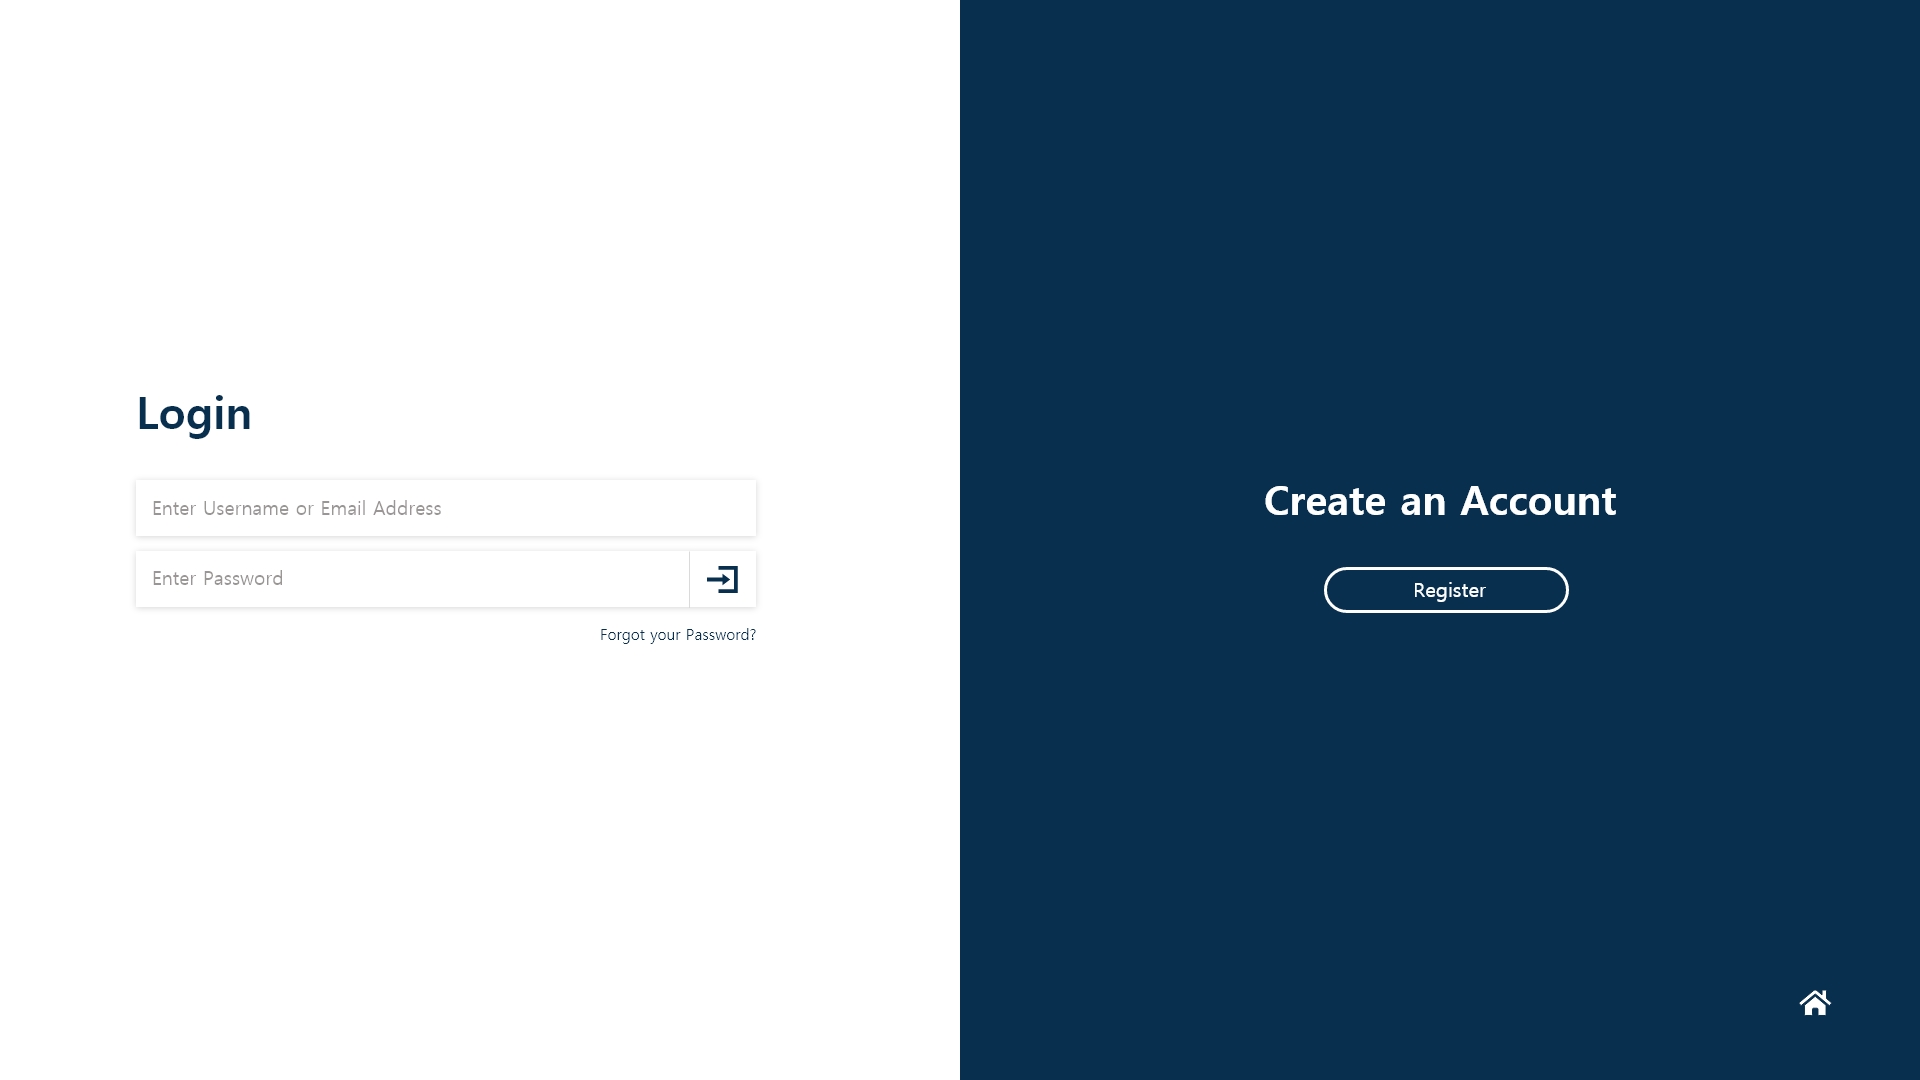 Login
Enter Username or Email Address
Enter Password
Forgot your Password?
Create an Account
Register